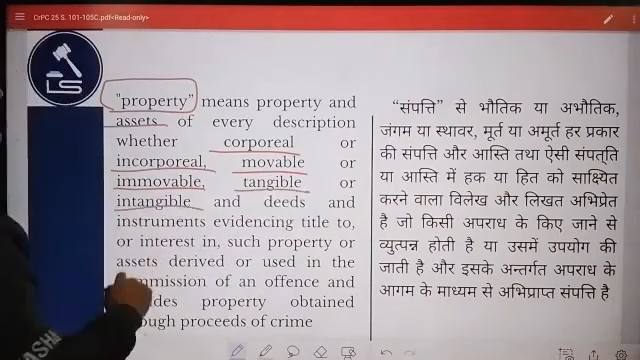 CrPC 25 S. 101-105C.pdf<Read-only>
LS
"property" means property and
assets of every description
whether corporeal or
incorporeal, movable or
immovable, tangible or
intangible and deeds and
instruments evidencing title to,
or interest in, such property or
assets derived or used in the
commission of an offence and
property obtained
proceeds of crime
“संपत्ति” से भौतिक या अभौतिक,
जंगम या स्थावर, मूर्त या अमूर्त हर प्रकार
की संपत्ति और आस्ति तथा ऐसी संपत्ति
या आस्ति में हक या हित को साक्ष्यित
करने वाला विलेख और लिखत अभिप्रेत
है जो किसी अपराध के किए जाने से
व्युत्पन्न होती है या उसमें उपयोग की
जाती है और इसके अन्तर्गत अपराध के
आगम के माध्यम से अभिप्राप्त संपत्ति है